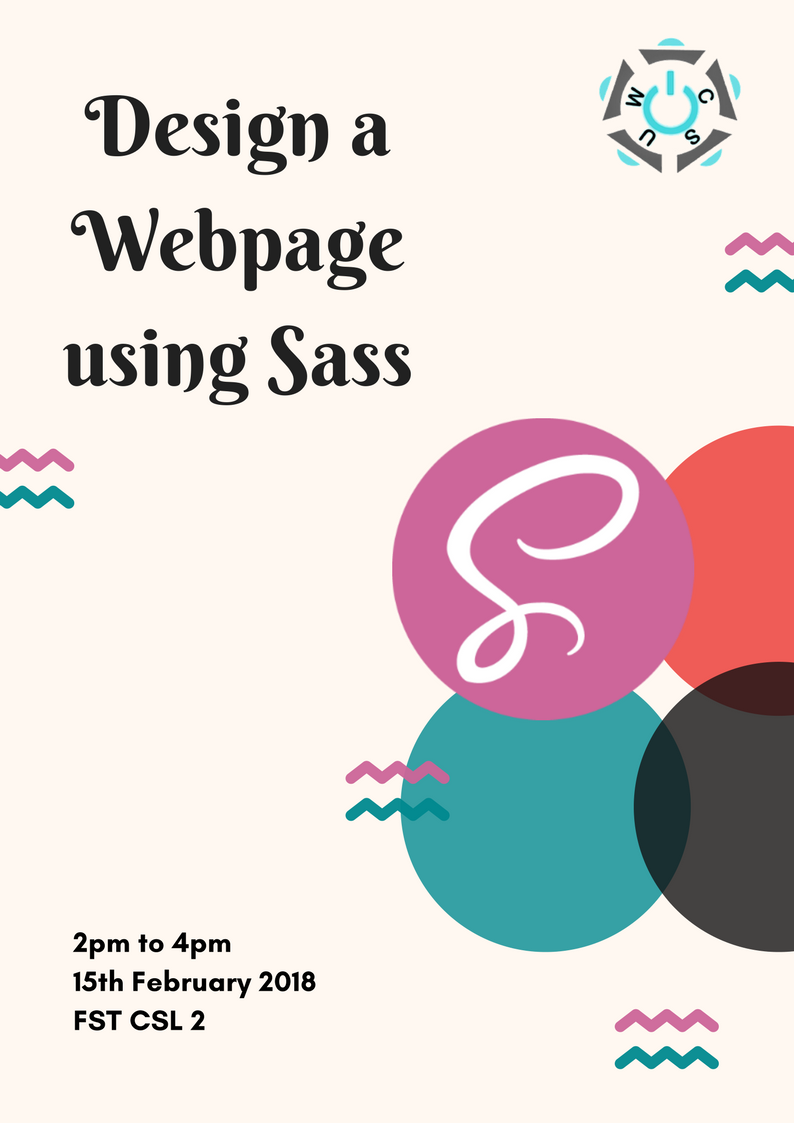 Design a
Webpage
using Sass
U
M
C
S
2pm to 4pm
15th February 2018
FST CSL 2